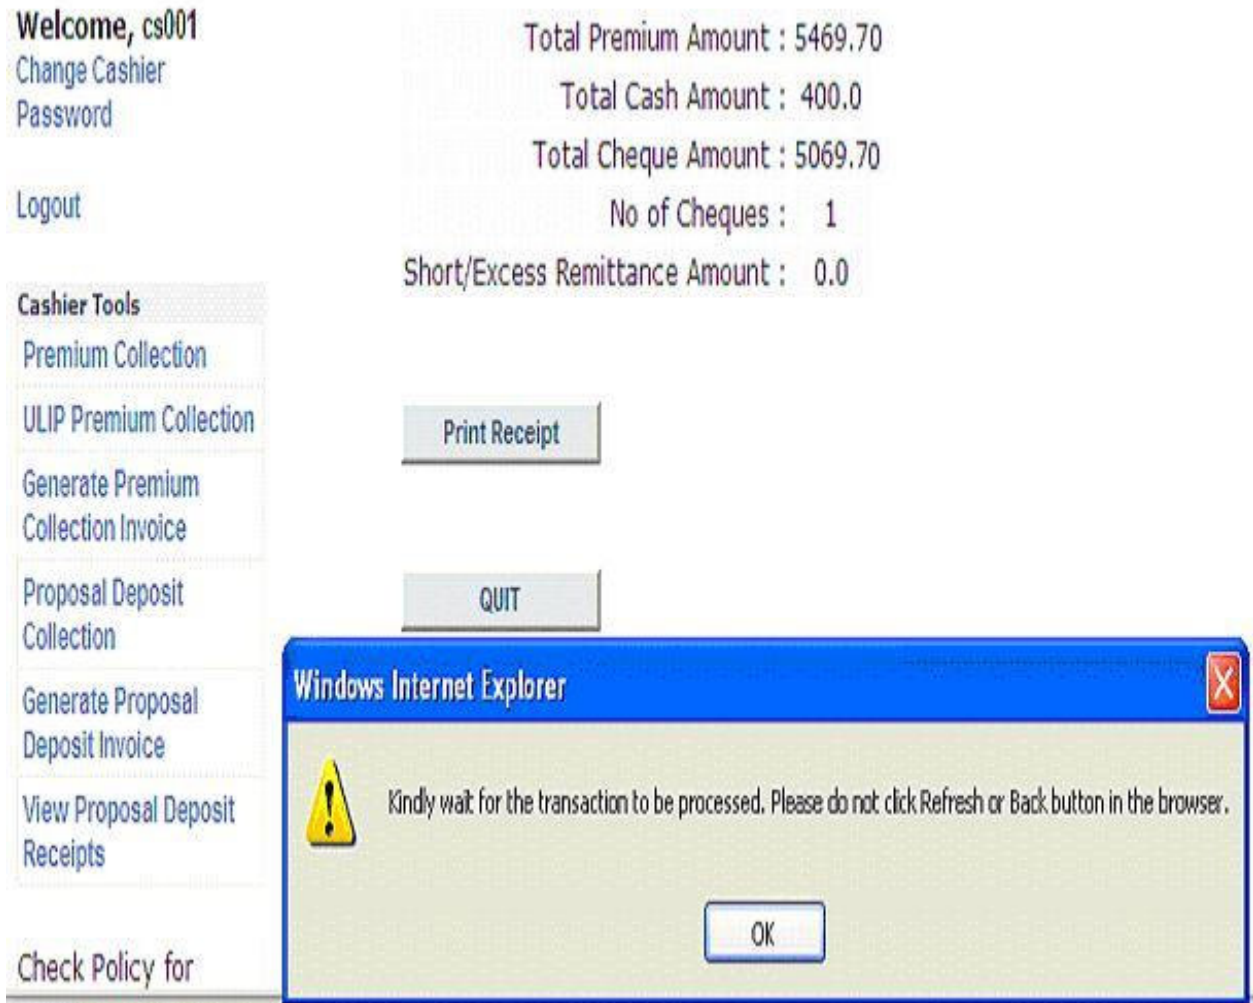 Welcome, cs001
Change Cashier
Password
Logout
Cashier Tools
Premium Collection
ULIP Premium Collection
Generate Premium
Collection Invoice
Proposal Deposit
Collection
Generate Proposal
Deposit Invoice
View Proposal Deposit
Receipts
Check Policy for
Total Premium Amount : 5469.70
Total Cash Amount : 400.0
Total Cheque Amount : 5069.70
No of Cheques : 1
Short/Excess Remittance Amount : 0.0
Print Receipt
QUIT
Windows Internet Explorer
Kindly wait for the transaction to be processed. Please do not click Refresh or Back button in the browser.
OK